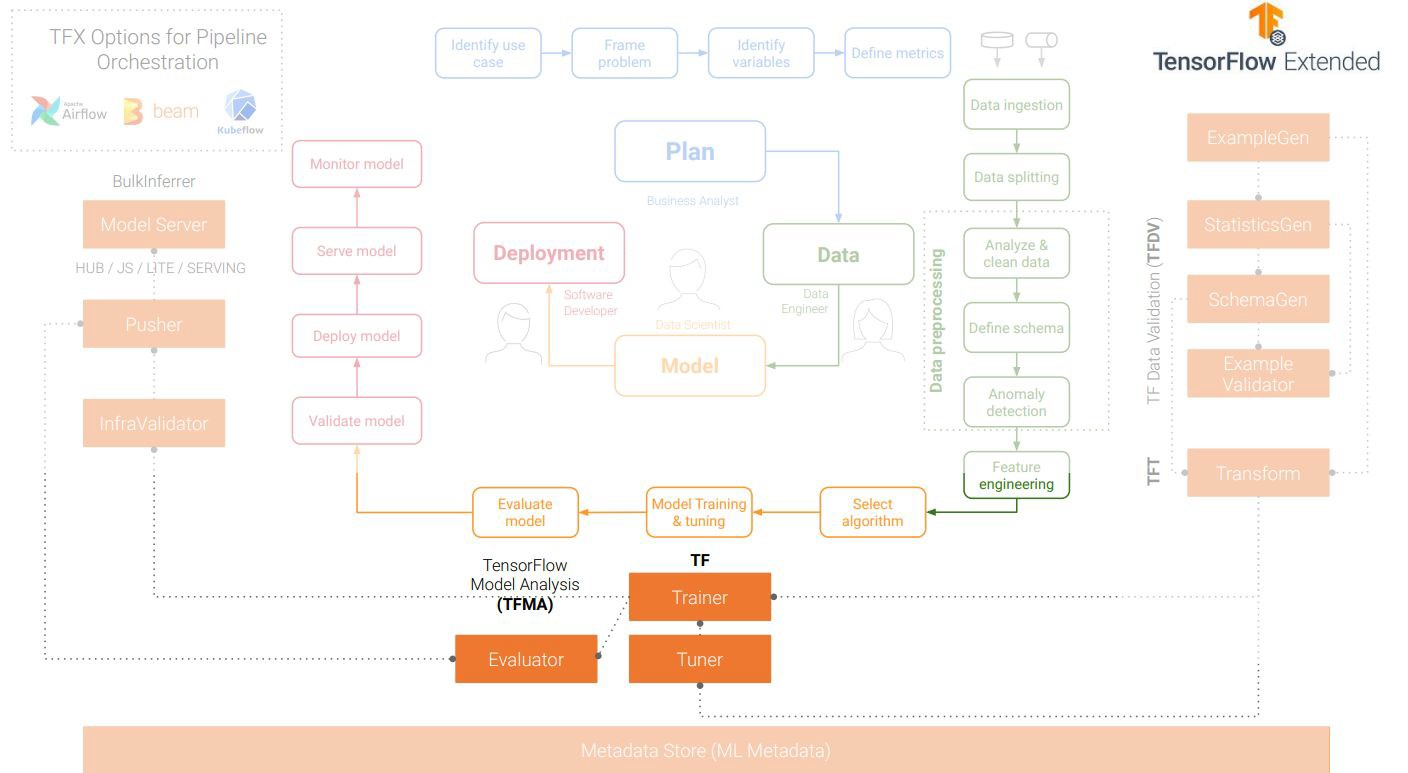 TFX Options for Pipeline
Orchestration
Apache
Airflow
beam
Kubeflow
Identify use
case
Frame
problem
Identify
variables
Define metrics
TensorFlow Extended
Data ingestion
Data splitting
Analyze &
clean data
Define schema
Anomaly
detection
Data preprocessing
Feature
engineering
Plan
Business Analyst
Data
Data
Engineer
Data Scientist
Model
Deployment
Software
Developer
Monitor model
Serve model
Deploy model
Validate model
BulkInferrer
Model Server
HUB / JS / LITE / SERVING
Pusher
InfraValidator
ExampleGen
StatisticsGen
SchemaGen
Example
Validator
TF Data Validation (TFDV)
TFT
Transform
Evaluate
model
Model Training
& tuning
Select
algorithm
TensorFlow
Model Analysis
(TFMA)
TF
Trainer
Evaluator
Tuner
Metadata Store (ML Metadata)